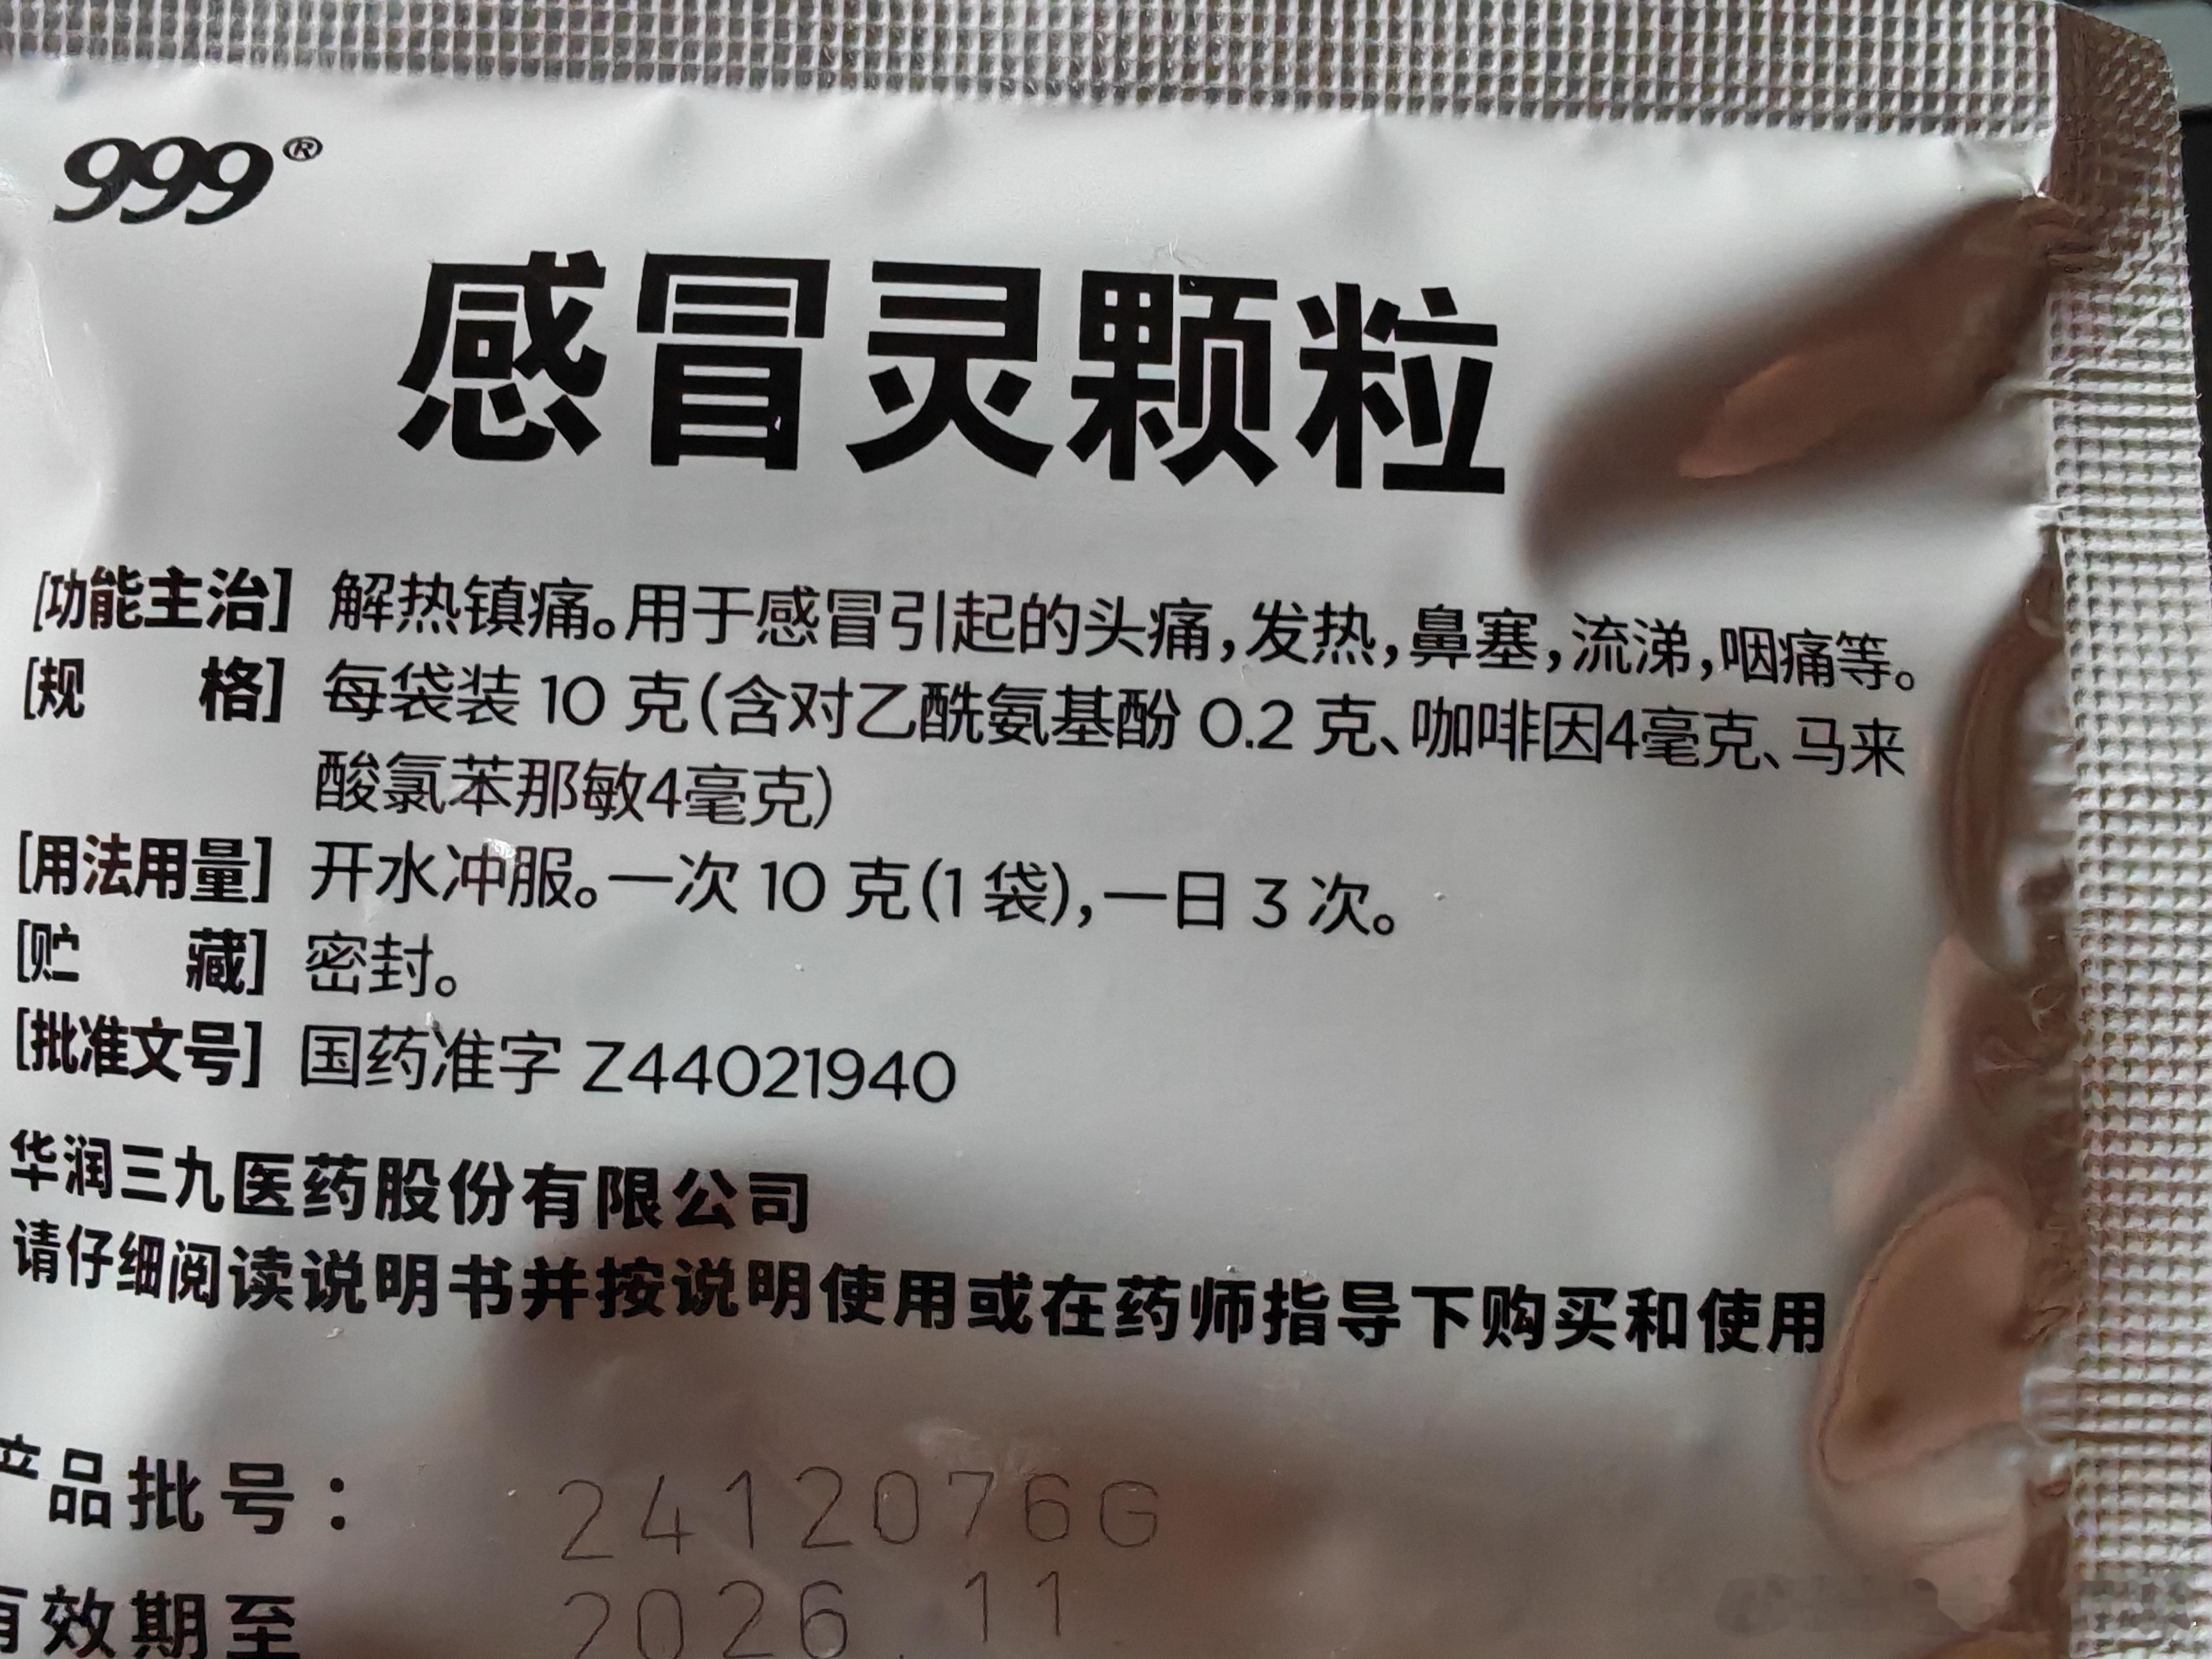 999®
感冒灵颗粒
[功能主治] 解热镇痛。用于感冒引起的头痛,发热,鼻塞,流涕,咽痛等。
[规 格] 每袋装 10 克(含对乙酰氨基酚 0.2 克、咖啡因4毫克、马来
酸氯苯那敏4毫克)
[用法用量] 开水冲服。一次 10 克(1 袋),一日 3 次。
[贮 藏] 密封。
[批准文号] 国药准字 Z44021940
华润三九医药股份有限公司
请仔细阅读说明书并按说明使用或在药师指导下购买和使用
产品批号： 2412076G
有效期至 2026.11